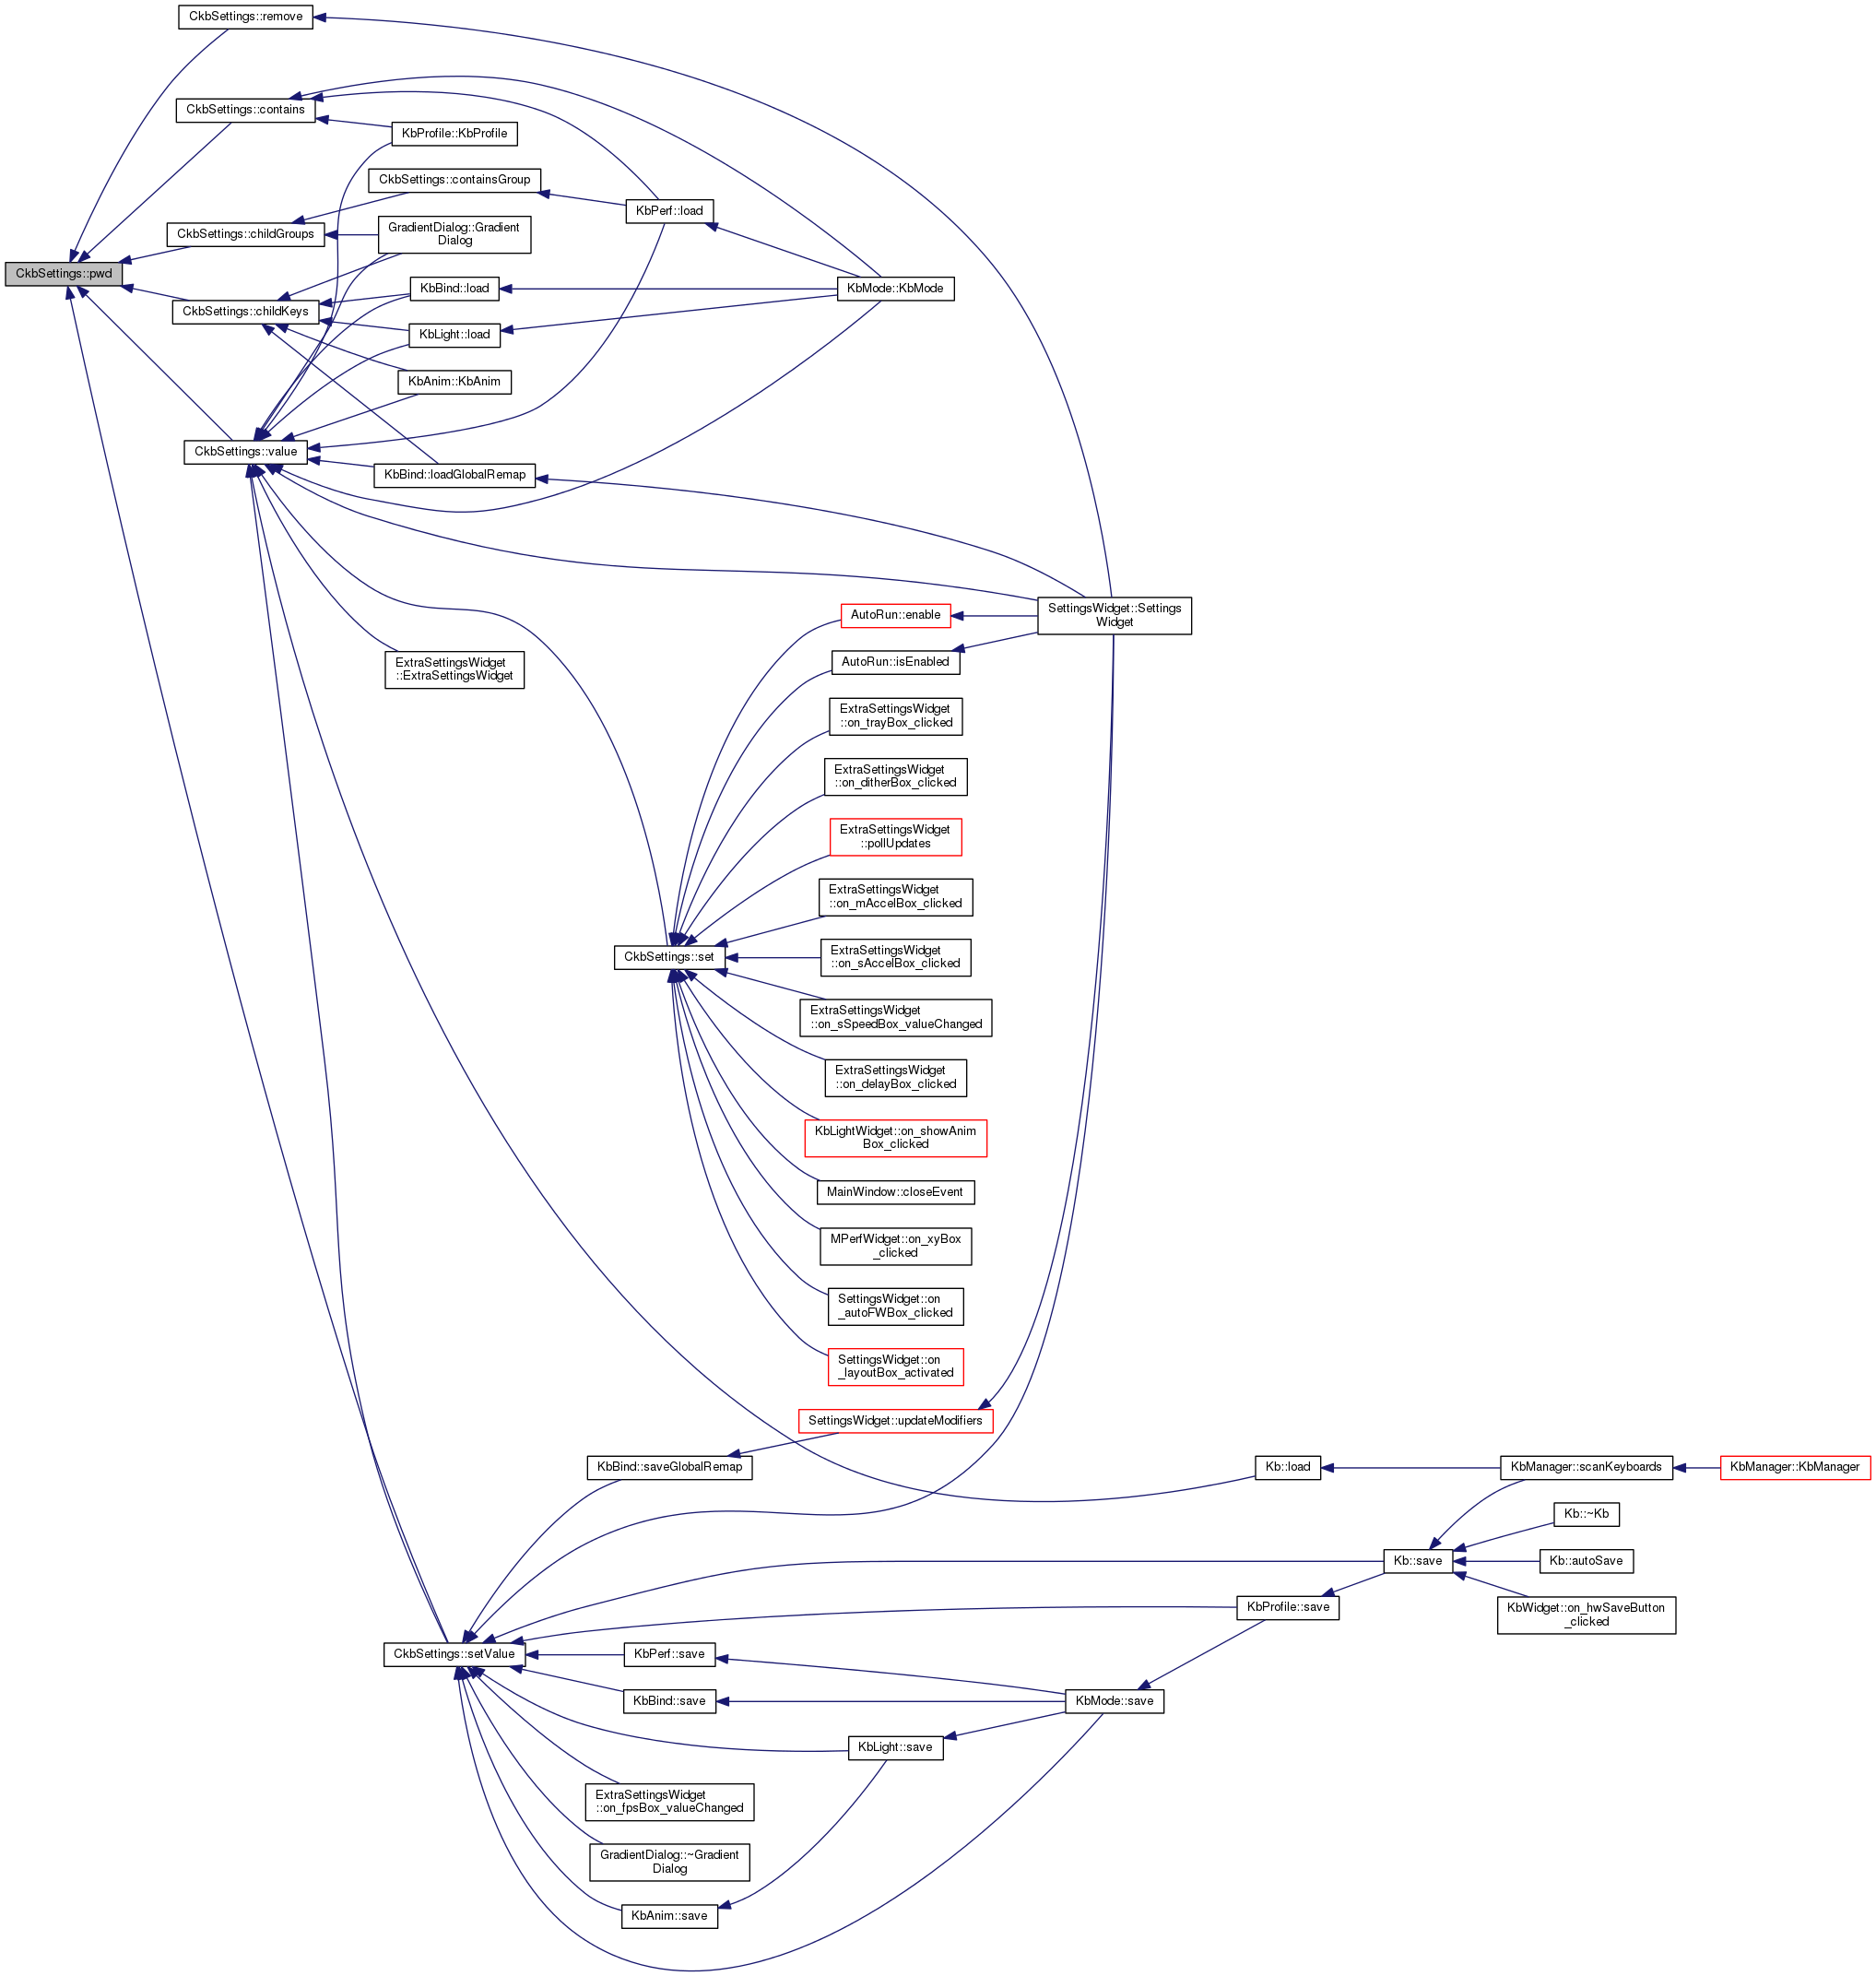 CkbSettings::remove
CkbSettings::contains
KbProfile::KbProfile
CkbSettings::containsGroup
KbPerf::load
CkbSettings::childGroups
GradientDialog::Gradient
Dialog
CkbSettings::pwd
KbBind::load
KbMode::KbMode
CkbSettings::childKeys
KbLight::load
KbAnim::KbAnim
CkbSettings::value
KbBind::loadGlobalRemap
SettingsWidget::Settings
Widget
AutoRun::enable
ExtraSettingsWidget
::ExtraSettingsWidget
AutoRun::isEnabled
ExtraSettingsWidget
::on_trayBox_clicked
ExtraSettingsWidget
::on_ditherBox_clicked
ExtraSettingsWidget
::pollUpdates
ExtraSettingsWidget
::on_mAccelBox_clicked
CkbSettings::set
ExtraSettingsWidget
::on_sAccelBox_clicked
ExtraSettingsWidget
::on_sSpeedBox_valueChanged
ExtraSettingsWidget
::on_delayBox_clicked
KbLightWidget::on_showAnim
Box_clicked
MainWindow::closeEvent
MPerfWidget::on_xyBox
_clicked
SettingsWidget::on
_autoFWBox_clicked
SettingsWidget::on
_layoutBox_activated
SettingsWidget::updateModifiers
KbBind::saveGlobalRemap
Kb::load
KbManager::scanKeyboards
KbManager::KbManager
Kb::~Kb
Kb::save
Kb::autoSave
KbProfile::save
KbWidget::on_hwSaveButton
_clicked
CkbSettings::setValue
KbPerf::save
KbBind::save
KbMode::save
KbLight::save
ExtraSettingsWidget
::on_fpsBox_valueChanged
GradientDialog::~Gradient
Dialog
KbAnim::save